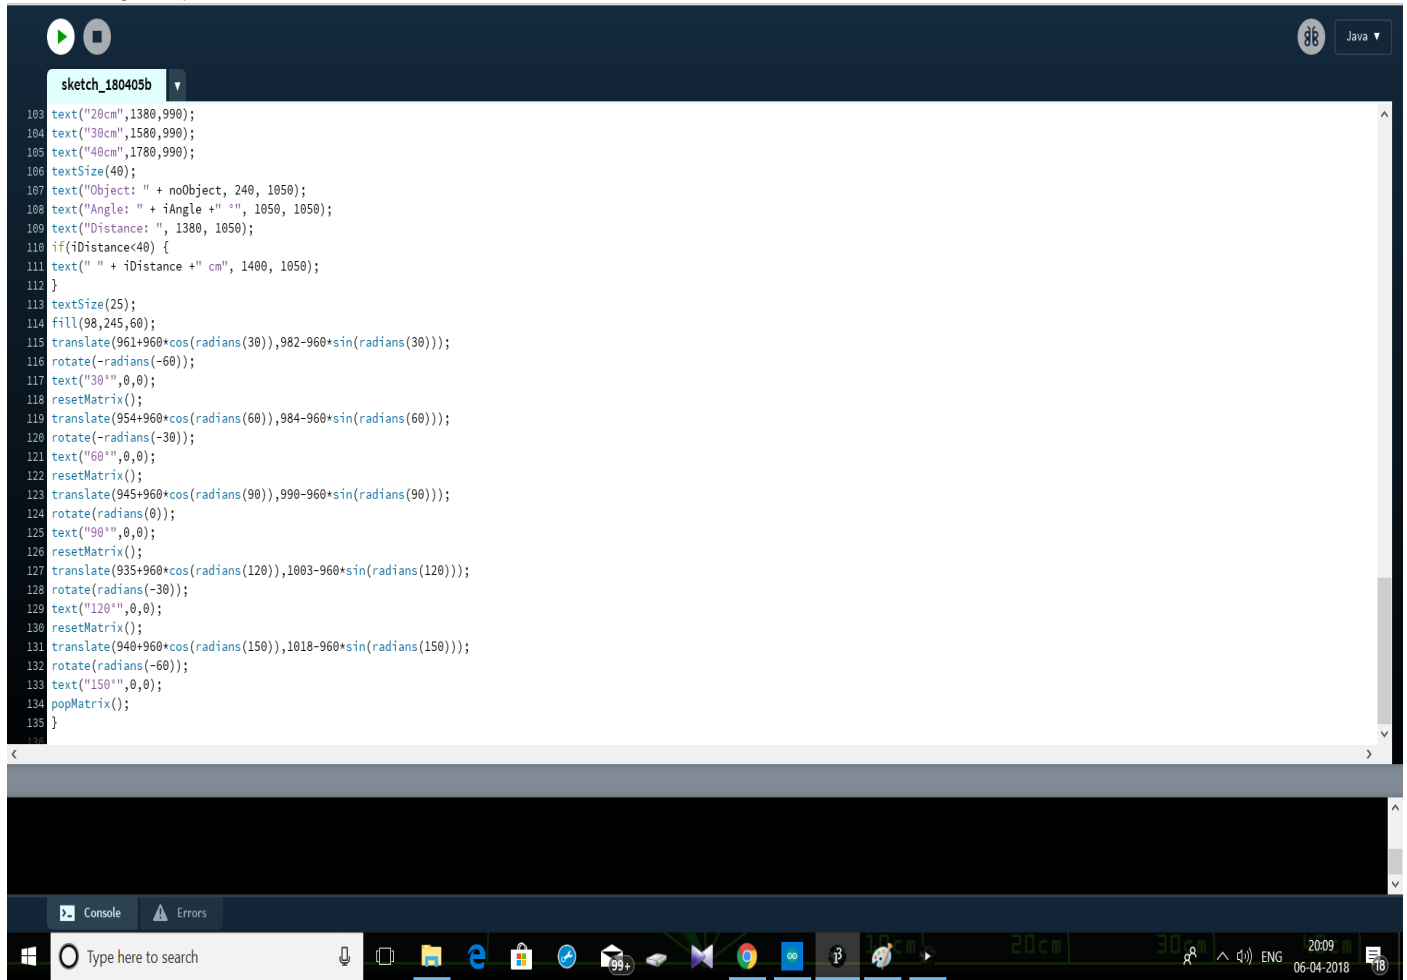 Java ▼
sketch_180405b ▼
103 text("20cm",1380,990);
104 text("30cm",1580,990);
105 text("40cm",1780,990);
106 textSize(40);
107 text("Object: " + noObject, 240, 1050);
108 text("Angle: " + iAngle +" °", 1050, 1050);
109 text("Distance: ", 1380, 1050);
110 if(iDistance<40) {
111 text(" " + iDistance +" cm", 1400, 1050);
112 }
113 textSize(25);
114 fill(98,245,60);
115 translate(961+960*cos(radians(30)),982-960*sin(radians(30)));
116 rotate(-radians(-60));
117 text("30°",0,0);
118 resetMatrix();
119 translate(954+960*cos(radians(60)),984-960*sin(radians(60)));
120 rotate(-radians(-30));
121 text("60°",0,0);
122 resetMatrix();
123 translate(945+960*cos(radians(90)),990-960*sin(radians(90)));
124 rotate(radians(0));
125 text("90°",0,0);
126 resetMatrix();
127 translate(935+960*cos(radians(120)),1003-960*sin(radians(120)));
128 rotate(radians(-30));
129 text("120°",0,0);
130 resetMatrix();
131 translate(940+960*cos(radians(150)),1018-960*sin(radians(150)));
132 rotate(radians(-60));
133 text("150°",0,0);
134 popMatrix();
135 }
136
Console Errors
Type here to search 99+ 20cm ENG 20:09
06-04-2018 18